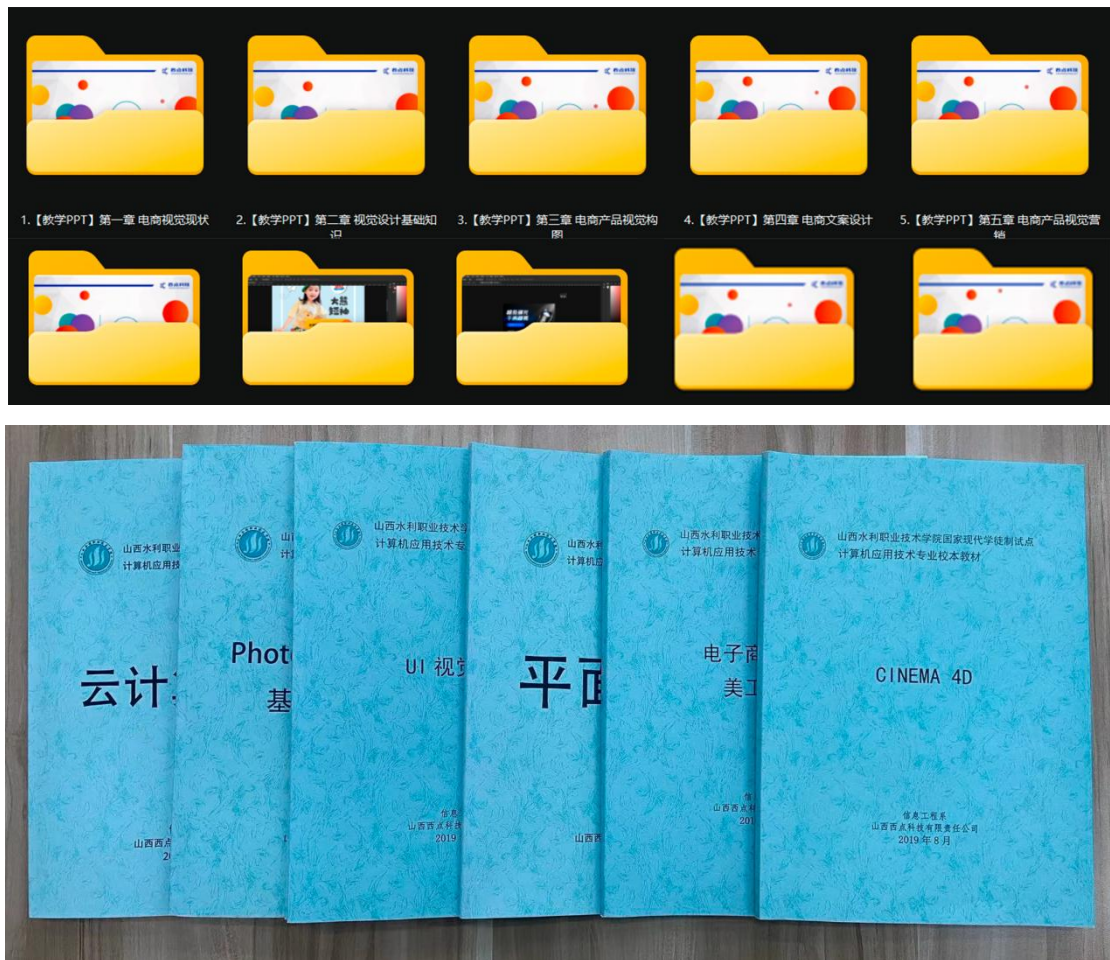 1.【教学PPT】第一章 电商视觉现状
2.【教学PPT】第二章 视觉设计基础知
识
3.【教学PPT】第三章 电商产品视觉构
图
4.【教学PPT】第四章 电商文案设计
5.【教学PPT】第五章 电商产品视觉营
销
大熊
短袖
山西水利职业
计算机应用技
云计
山西西点
20
山
计
Phot
基
山西水利职业技术学
计算机应用技术专
UI 视觉
信息
山西西点科技
2019
山西水利
计算机应
平面
山西西
山西水利职业技术
计算机应用技术
电子商
美工
信
山西西点科
201
山西水利职业技术学院国家现代学徒制试点
计算机应用技术专业校本教材
CINEMA 4D
信息工程系
山西西点科技有限责任公司
2019 年 8 月